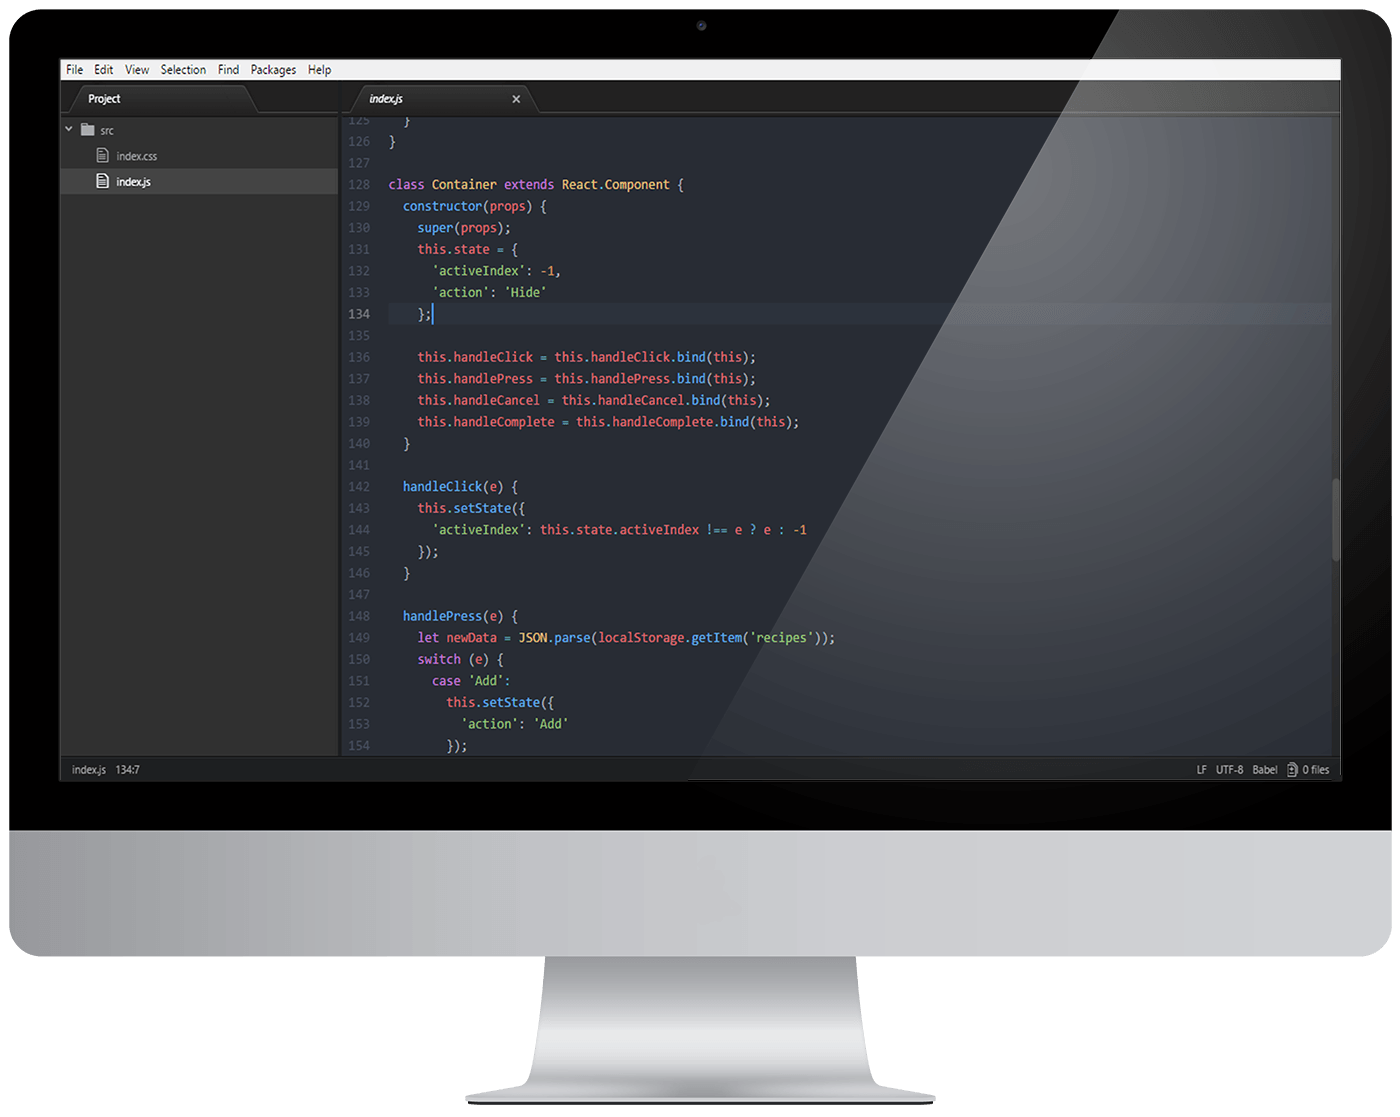 File Edit View Selection Find Packages Help
Project
index.js ×
src
index.css
index.js
125 }
126 }
127
128 class Container extends React.Component {
129 constructor(props) {
130 super(props);
131 this.state = {
132 'activeIndex': -1,
133 'action': 'Hide'
134 };
135
136 this.handleClick = this.handleClick.bind(this);
137 this.handlePress = this.handlePress.bind(this);
138 this.handleCancel = this.handleCancel.bind(this);
139 this.handleComplete = this.handleComplete.bind(this);
140 }
141
142 handleClick(e) {
143 this.setState({
144 'activeIndex': this.state.activeIndex !== e ? e : -1
145 });
146 }
147
148 handlePress(e) {
149 let newData = JSON.parse(localStorage.getItem('recipes'));
150 switch (e) {
151 case 'Add':
152 this.setState({
153 'action': 'Add'
154 });
index.js 134:7
LF UTF-8 Babel 0 files